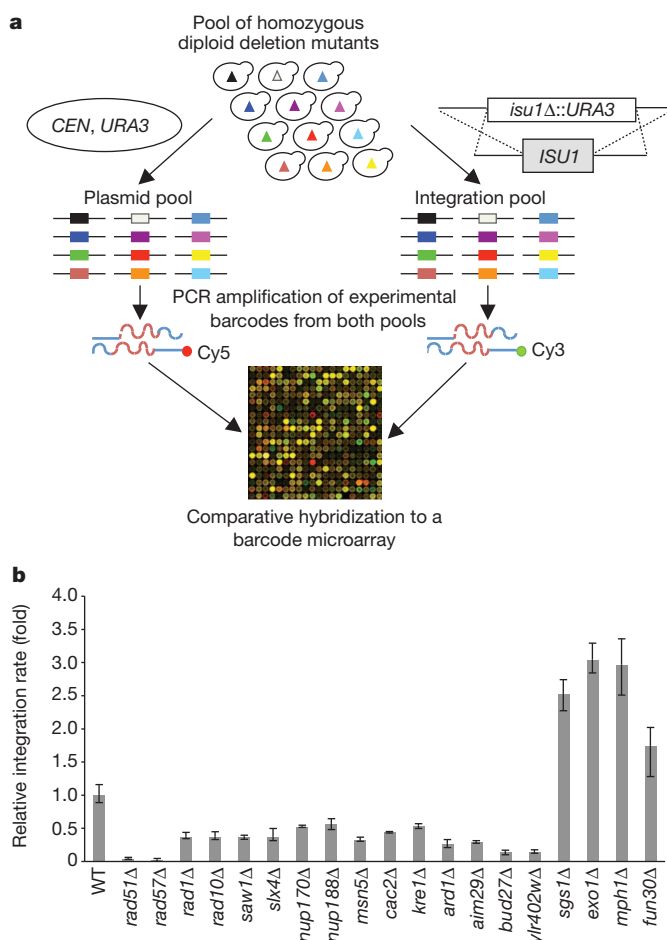 a
Pool of homozygous
diploid deletion mutants
CEN, URA3
isu1Δ::URA3
ISU1
Plasmid pool
Integration pool
PCR amplification of experimental
barcodes from both pools
Cy5
Cy3
Comparative hybridization to a
barcode microarray
b
Relative integration rate (fold)
4.0
3.5
3.0
2.5
2.0
1.5
1.0
0.5
0
WT
rad51Δ
rad57Δ
rad1Δ
rad10Δ
saw1Δ
slx4Δ
nup170Δ
nup188Δ
msn5Δ
cac2Δ
kre1Δ
ard1Δ
aim29Δ
bud27Δ
ylr402wΔ
sgs1Δ
exo1Δ
mph1Δ
fun30Δ